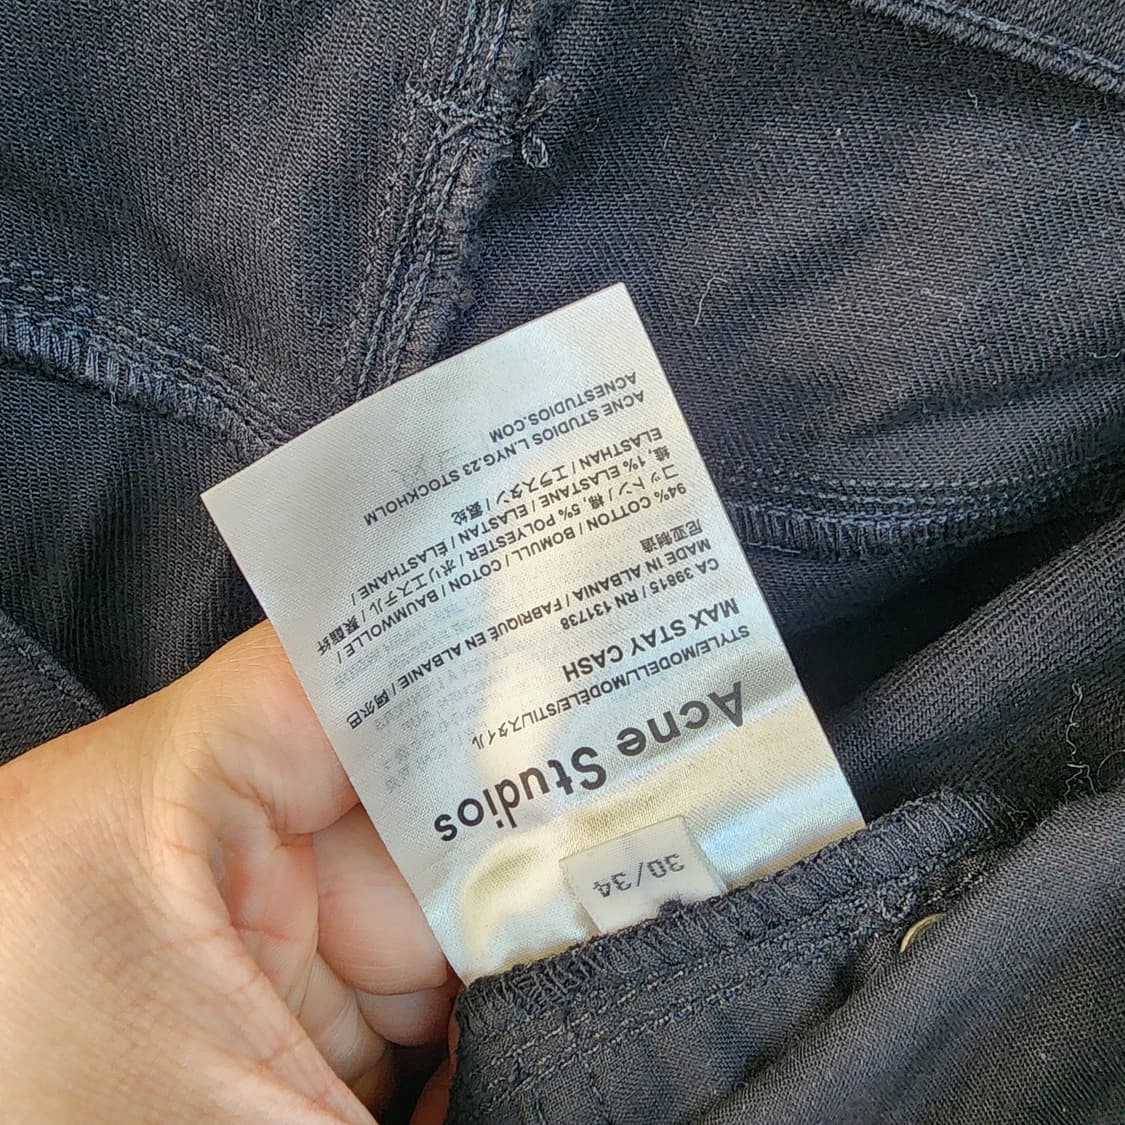 30/34
Acne Studios
STYLE/MODELL/MODÈLE/STIL/スタイル
MAX STAY CASH
CA 39815 / RN 131738
MADE IN ALBANIA / FABRIQUÉ EN ALBANIE / 阿尔巴
尼亚制造
94% COTTON / BOMULL / COTON / BAUMWOLLE /
コットン / 棉, 5% POLYESTER / ポリエステル / 聚酯纤
维, 1% ELASTANE / ELASTAN / ÉLASTHANNE /
ELASTHAN / エラスタン / 氨纶
ACNE STUDIOS L.NYG.23 STOCKHOLM
ACNESTUDIOS.COM